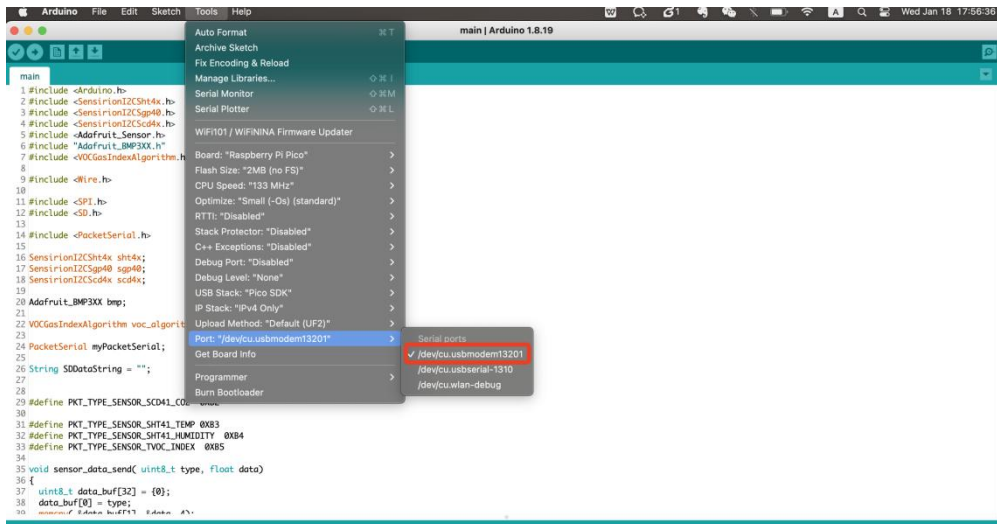 Arduino File Edit Sketch Tools Help
Wed Jan 18 17:56:36
main | Arduino 1.8.19
main
Auto Format ⌘ T
Archive Sketch
Fix Encoding & Reload
Manage Libraries... ⇧ ⌘ I
Serial Monitor ⇧ ⌘ M
Serial Plotter ⇧ ⌘ L
WiFi101 / WiFiNINA Firmware Updater
Board: "Raspberry Pi Pico"
Flash Size: "2MB (no FS)"
CPU Speed: "133 MHz"
Optimize: "Small (-Os) (standard)"
RTTI: "Disabled"
Stack Protector: "Disabled"
C++ Exceptions: "Disabled"
Debug Port: "Disabled"
Debug Level: "None"
USB Stack: "Pico SDK"
IP Stack: "IPv4 Only"
Upload Method: "Default (UF2)"
Port: "/dev/cu.usbmodem13201"
Get Board Info
Programmer
Burn Bootloader
Serial ports
✓ /dev/cu.usbmodem13201
/dev/cu.usbserial-1310
/dev/cu.wlan-debug
1 #include <Arduino.h>
2 #include <SensirionI2CSht4x.h>
3 #include <SensirionI2CSgp40.h>
4 #include <SensirionI2CScd4x.h>
5 #include <Adafruit_Sensor.h>
6 #include "Adafruit_BMP3XX.h"
7 #include <VOCGasIndexAlgorithm.h
8
9 #include <Wire.h>
10
11 #include <SPI.h>
12 #include <SD.h>
13
14 #include <PacketSerial.h>
15
16 SensirionI2CSht4x sht4x;
17 SensirionI2CSgp40 sgp40;
18 SensirionI2CScd4x scd4x;
19
20 Adafruit_BMP3XX bmp;
21
22 VOCGasIndexAlgorithm voc_algorit
23
24 PacketSerial myPacketSerial;
25
26 String SDDataString = "";
27
28
29 #define PKT_TYPE_SENSOR_SCD41_CO2
30
31 #define PKT_TYPE_SENSOR_SHT41_TEMP 0XB3
32 #define PKT_TYPE_SENSOR_SHT41_HUMIDITY 0XB4
33 #define PKT_TYPE_SENSOR_TVOC_INDEX 0XB5
34
35 void sensor_data_send( uint8_t type, float data)
36 {
37 uint8_t data_buf[32] = {0};
38 data_buf[0] = type;